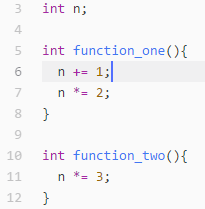 3 int n;
4
5 int function_one(){
6   n += 1;
7   n *= 2;
8 }
9
10 int function_two(){
11   n *= 3;
12 }